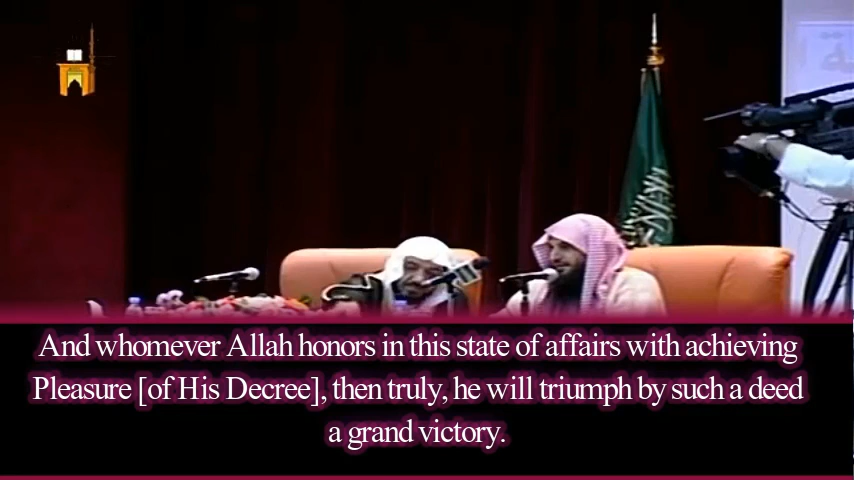 And whomever Allah honors in this state of affairs with achieving
Pleasure [of His Decree], then truly, he will triumph by such a deed
a grand victory.